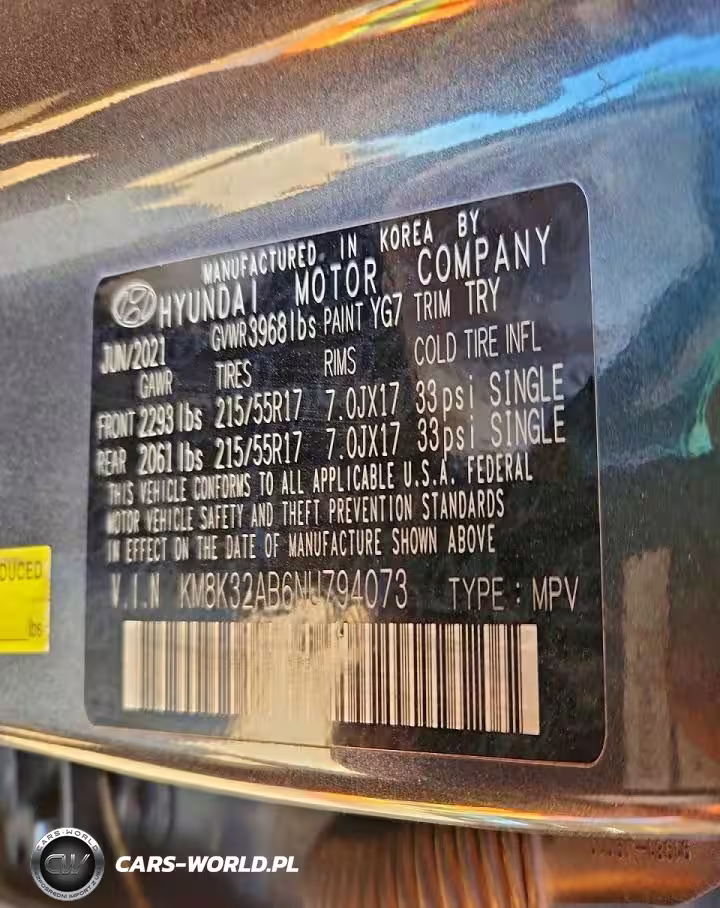 MANUFACTURED IN KOREA BY
HYUNDAI MOTOR COMPANY
JUN/2021 GVWR 3968 lbs PAINT YG7 TRIM TRY
GAWR TIRES RIMS COLD TIRE INFL
FRONT 2293 lbs 215/55R17 7.0JX17 33psi SINGLE
REAR 2061 lbs 215/55R17 7.0JX17 33psi SINGLE
THIS VEHICLE CONFORMS TO ALL APPLICABLE U.S.A. FEDERAL
MOTOR VEHICLE SAFETY AND THEFT PREVENTION STANDARDS
IN EFFECT ON THE DATE OF MANUFACTURE SHOWN ABOVE
V.I.N KM8K32AB6NU794073 TYPE : MPV
DUCED
lbs
CARS-WORLD
CW
CARS-WORLD.PL